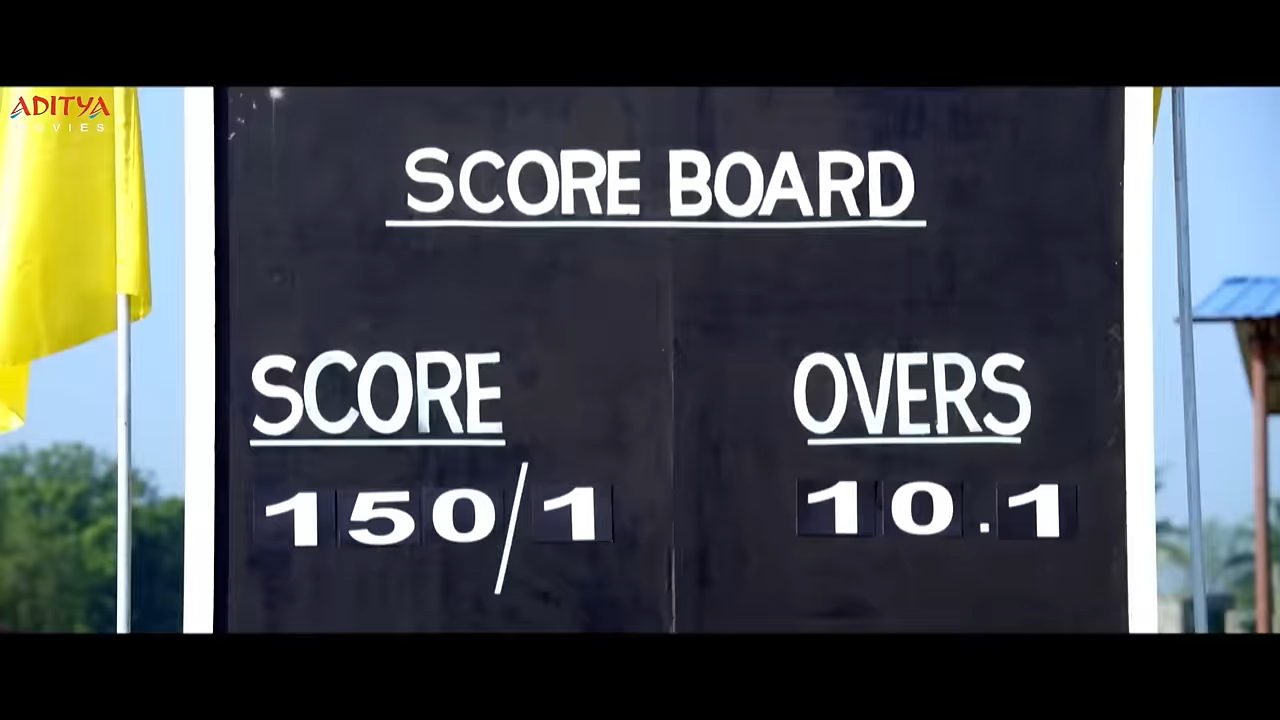 ADITYA
MOVIES
SCORE BOARD
SCORE
OVERS
150/1
10.1